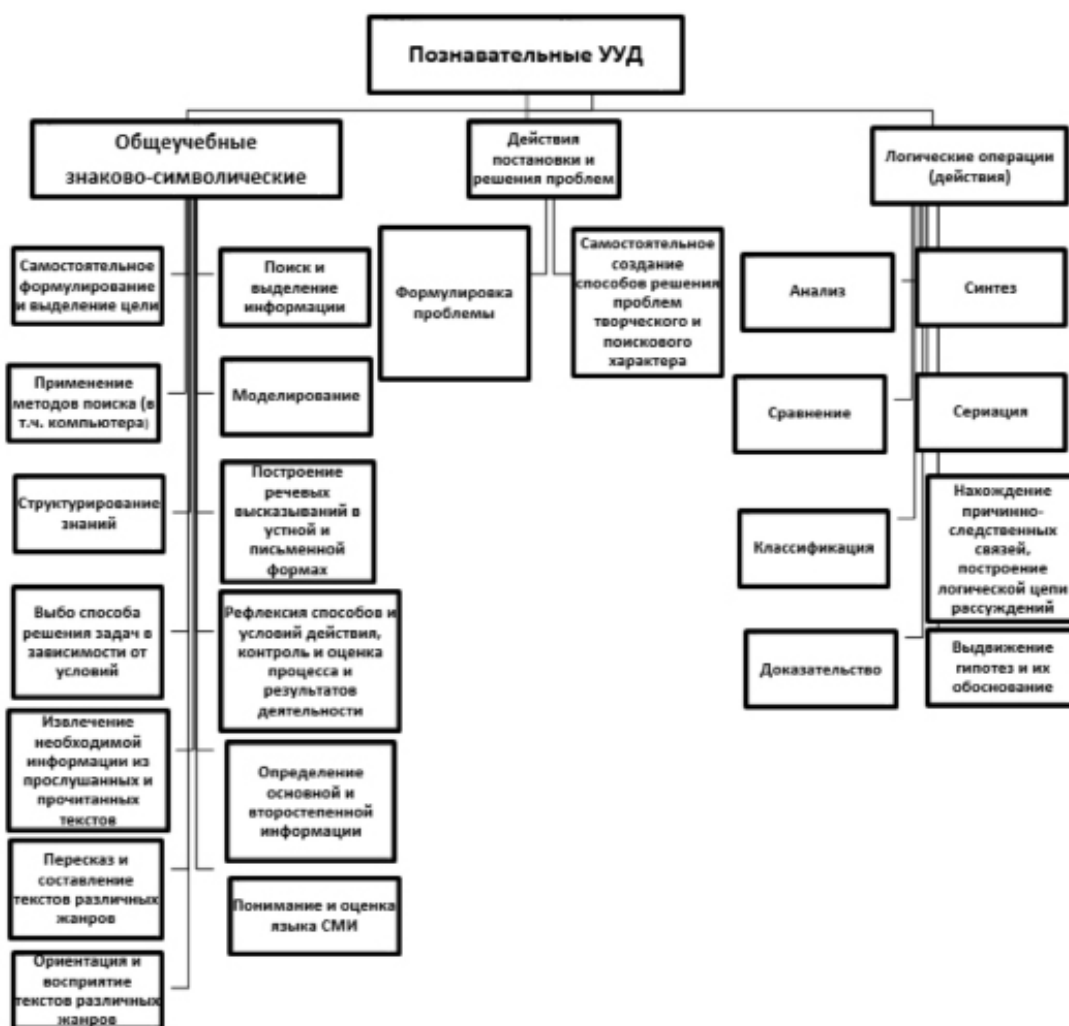 Познавательные УУД
Общеучебные
знаково-символические
Действия
постановки и
решения проблем
Логические операции
(действия)
Самостоятельное
формулирование
и выделение цели
Поиск и
выделение
информации
Применение
методов поиска (в
т.ч. компьютера)
Моделирование
Структурирование
знаний
Построение
речевых
высказываний в
устной и
письменной
формах
Выбо способа
решения задач в
зависимости от
условий
Рефлексия способов и
условий действия,
контроль и оценка
процесса и
результатов
деятельности
Извлечение
необходимой
информации из
прослушанных и
прочитанных
текстов
Определение
основной и
второстепенной
информации
Пересказ и
составление
текстов различных
жанров
Понимание и оценка
языка СМИ
Ориентация и
восприятие
текстов различных
жанров
Формулировка
проблемы
Самостоятельное
создание
способов решения
проблем
творческого и
поискового
характера
Анализ
Синтез
Сравнение
Сериация
Классификация
Нахождение
причинно-
следственных
связей,
построение
логической цепи
рассуждений
Доказательство
Выдвижение
гипотез и их
обоснование